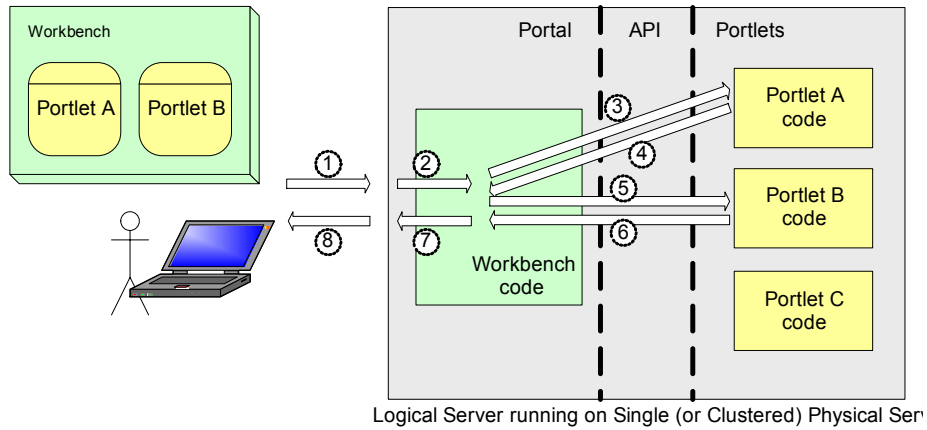 Workbench
Portlet A
Portlet B
Portal
API
Portlets
Portlet A
code
Portlet B
code
Portlet C
code
Workbench
code
1
2
3
4
5
6
7
8
Logical Server running on Single (or Clustered) Physical Ser